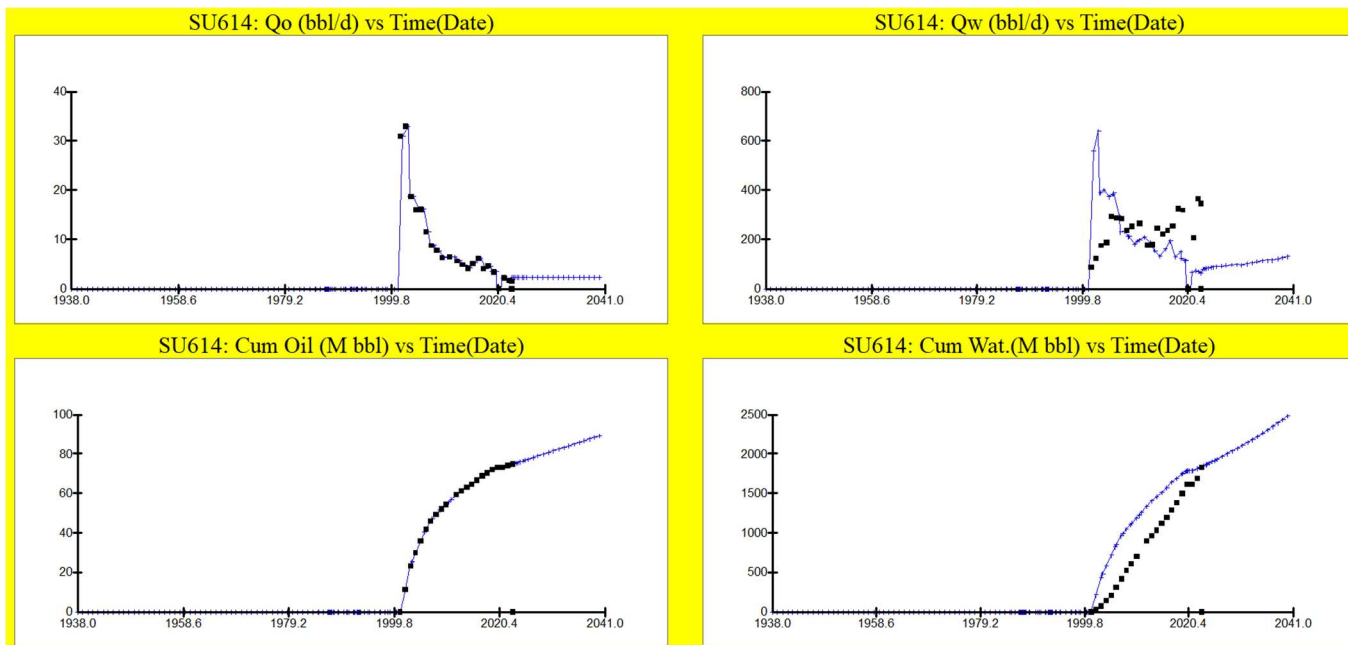 SU614: Qo (bbl/d) vs Time(Date)
40
30
20
10
0
1938.0 1958.6 1979.2 1999.8 2020.4 2041.0
SU614: Qw (bbl/d) vs Time(Date)
800
600
400
200
0
1938.0 1958.6 1979.2 1999.8 2020.4 2041.0
SU614: Cum Oil (M bbl) vs Time(Date)
100
80
60
40
20
0
1938.0 1958.6 1979.2 1999.8 2020.4 2041.0
SU614: Cum Wat.(M bbl) vs Time(Date)
2500
2000
1500
1000
500
0
1938.0 1958.6 1979.2 1999.8 2020.4 2041.0